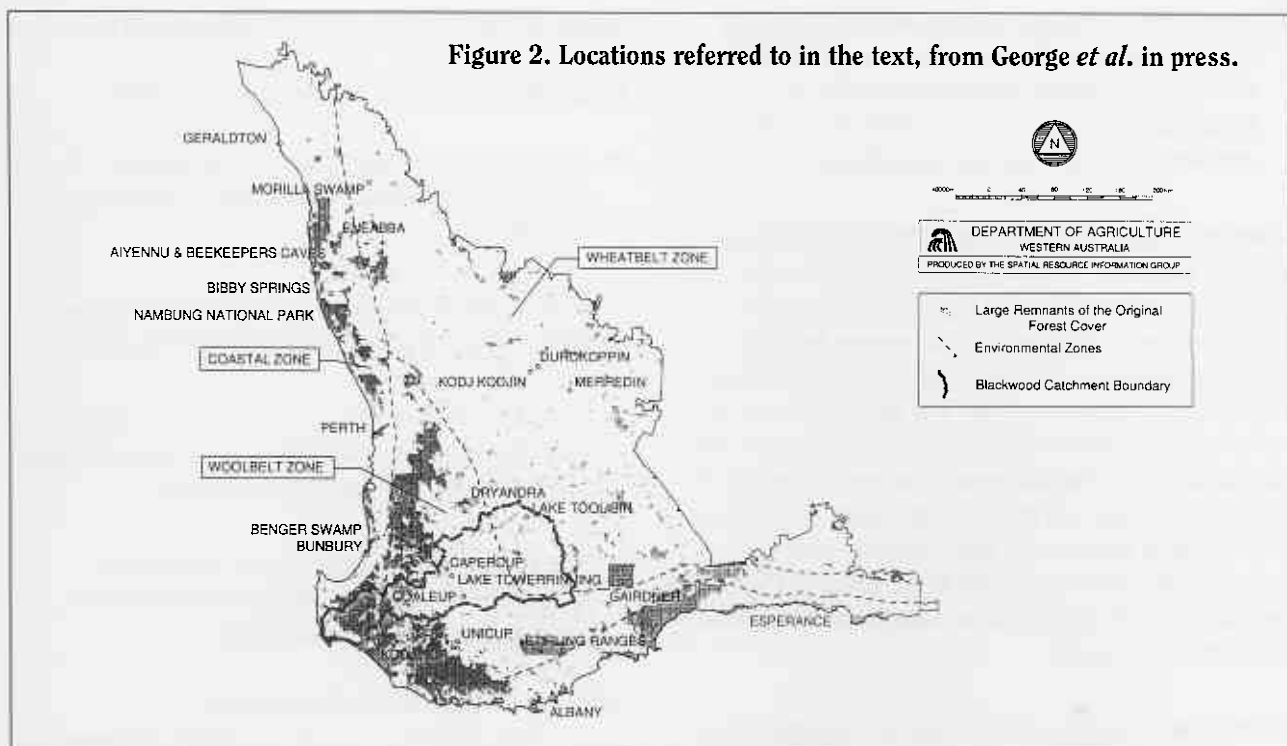 Figure 2. Locations referred to in the text, from George et al. in press.
GERALDTON
MORILLA SWAMP
ENEABBA
AIYENNU & BEEKEEPERS CAVES
WHEATBELT ZONE
BIBBY SPRINGS
NAMBUNG NATIONAL PARK
COASTAL ZONE
DUROKOPPIN
KODJ KODJIN
MERREDIN
PERTH
WOOLBELT ZONE
DRYANDRA
LAKE TOOLIBIN
BENGER SWAMP
BUNBURY
CAPERCUP
LAKE TOWERRINNING
GAIRDNER
ESPERANCE
UNICUP
STIRLING RANGES
ALBANY
N
DEPARTMENT OF AGRICULTURE
WESTERN AUSTRALIA
PRODUCED BY THE SPATIAL RESOURCE INFORMATION GROUP
Large Remnants of the Original
Forest Cover
Environmental Zones
Blackwood Catchment Boundary